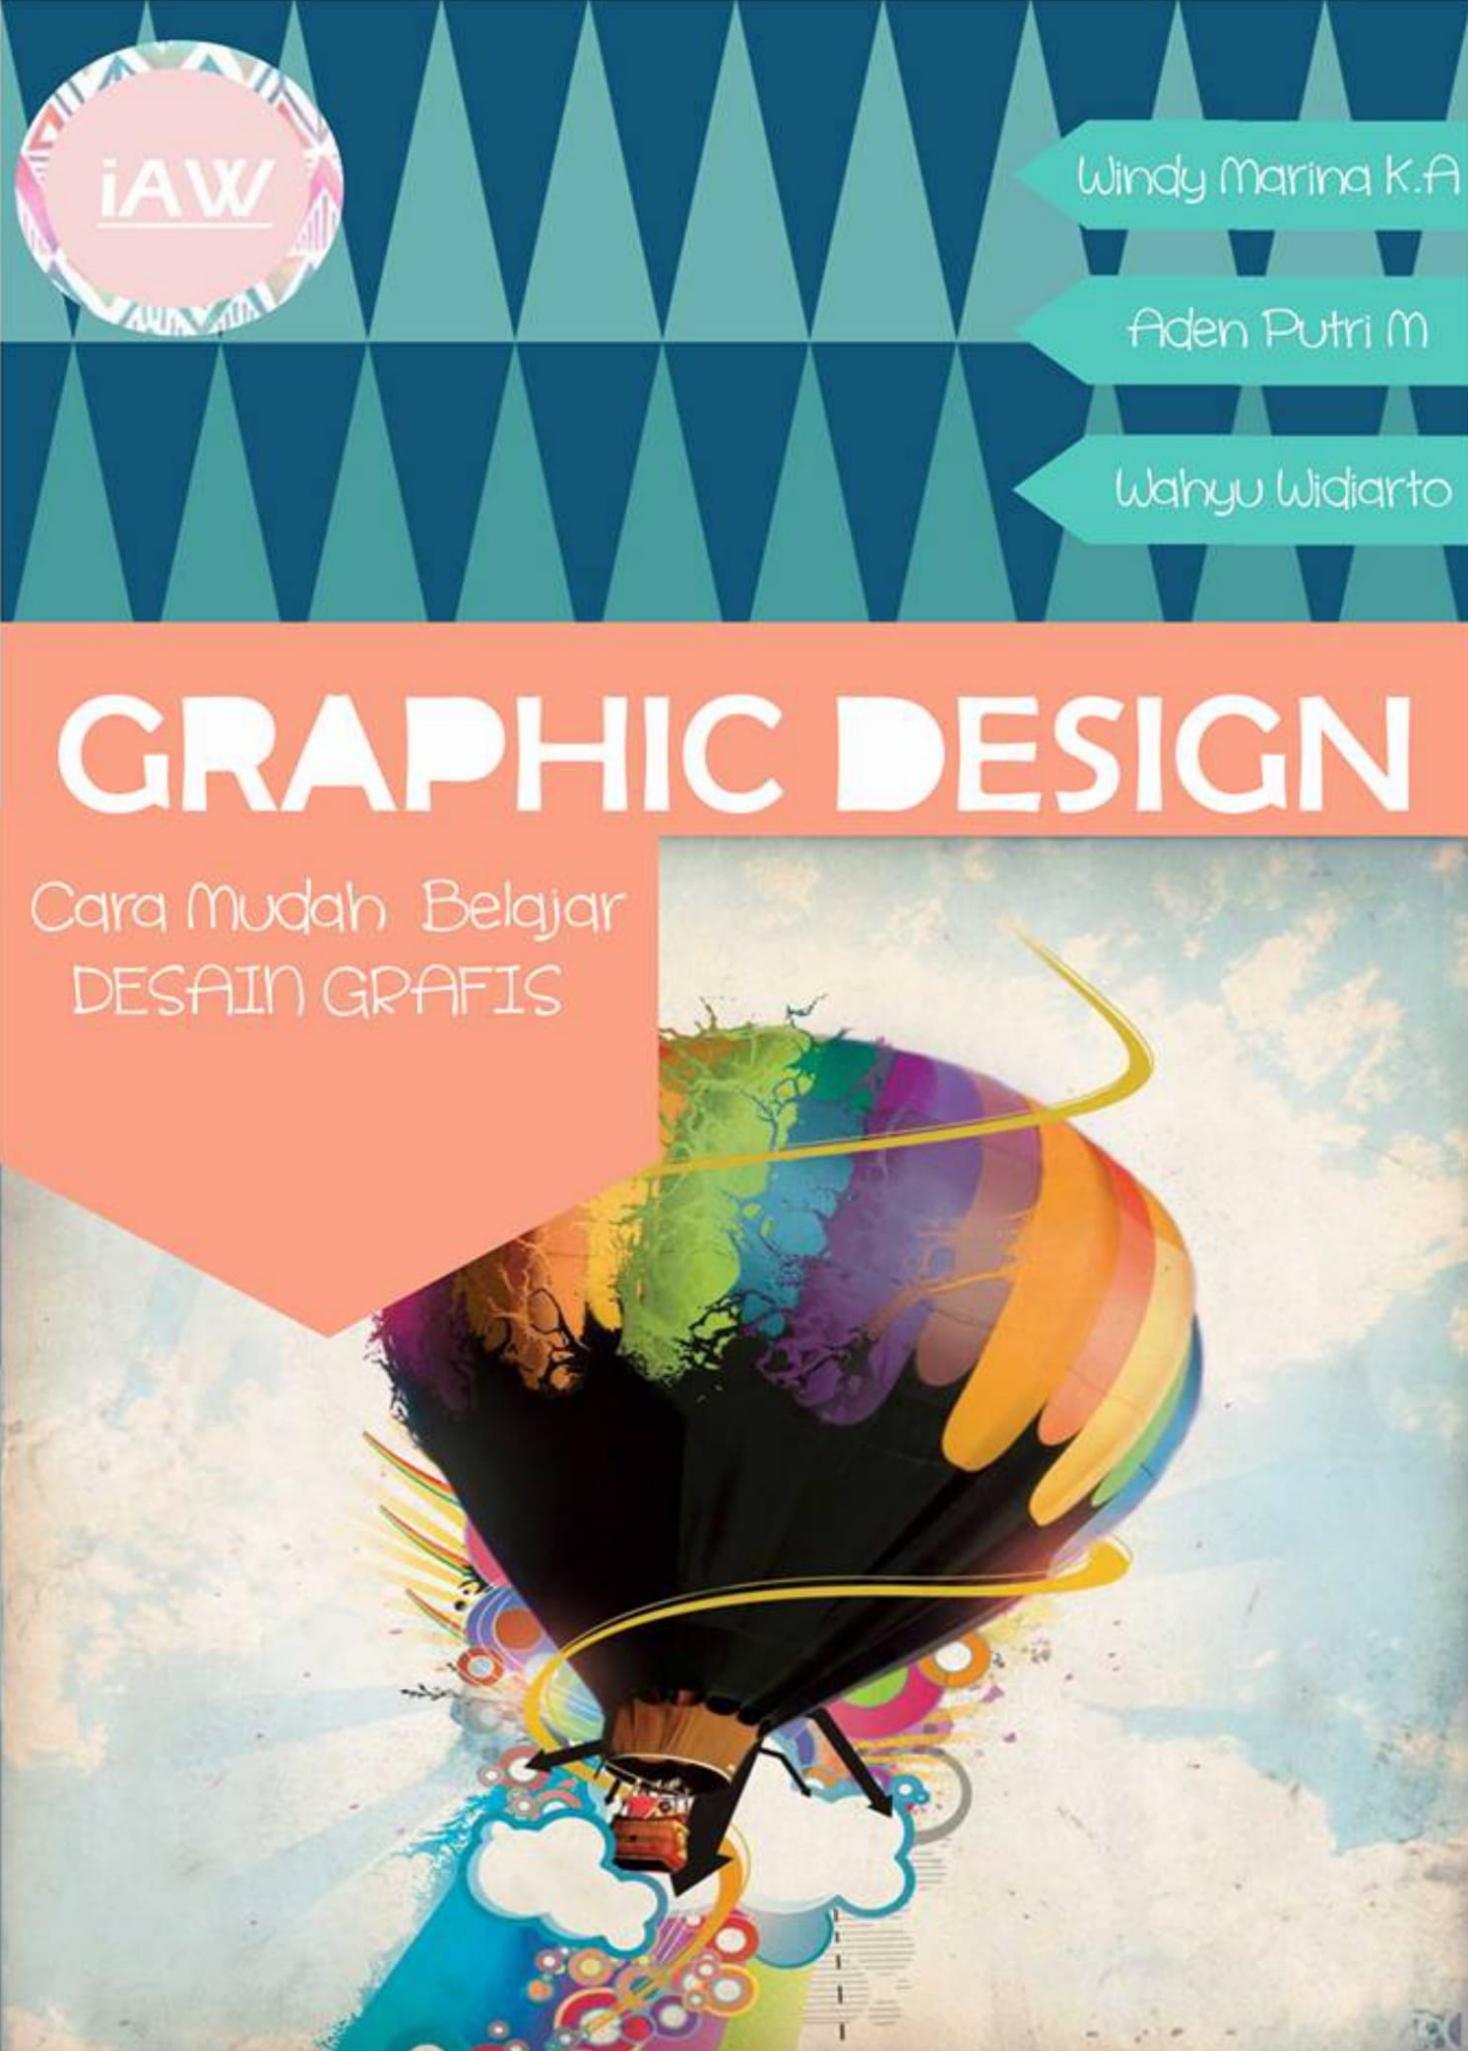 iAW
Windy Marina K.A
Aden Putri M
Wahyu Widiarto
GRAPHIC DESIGN
Cara Mudah Belajar
DESAIN GRAFIS